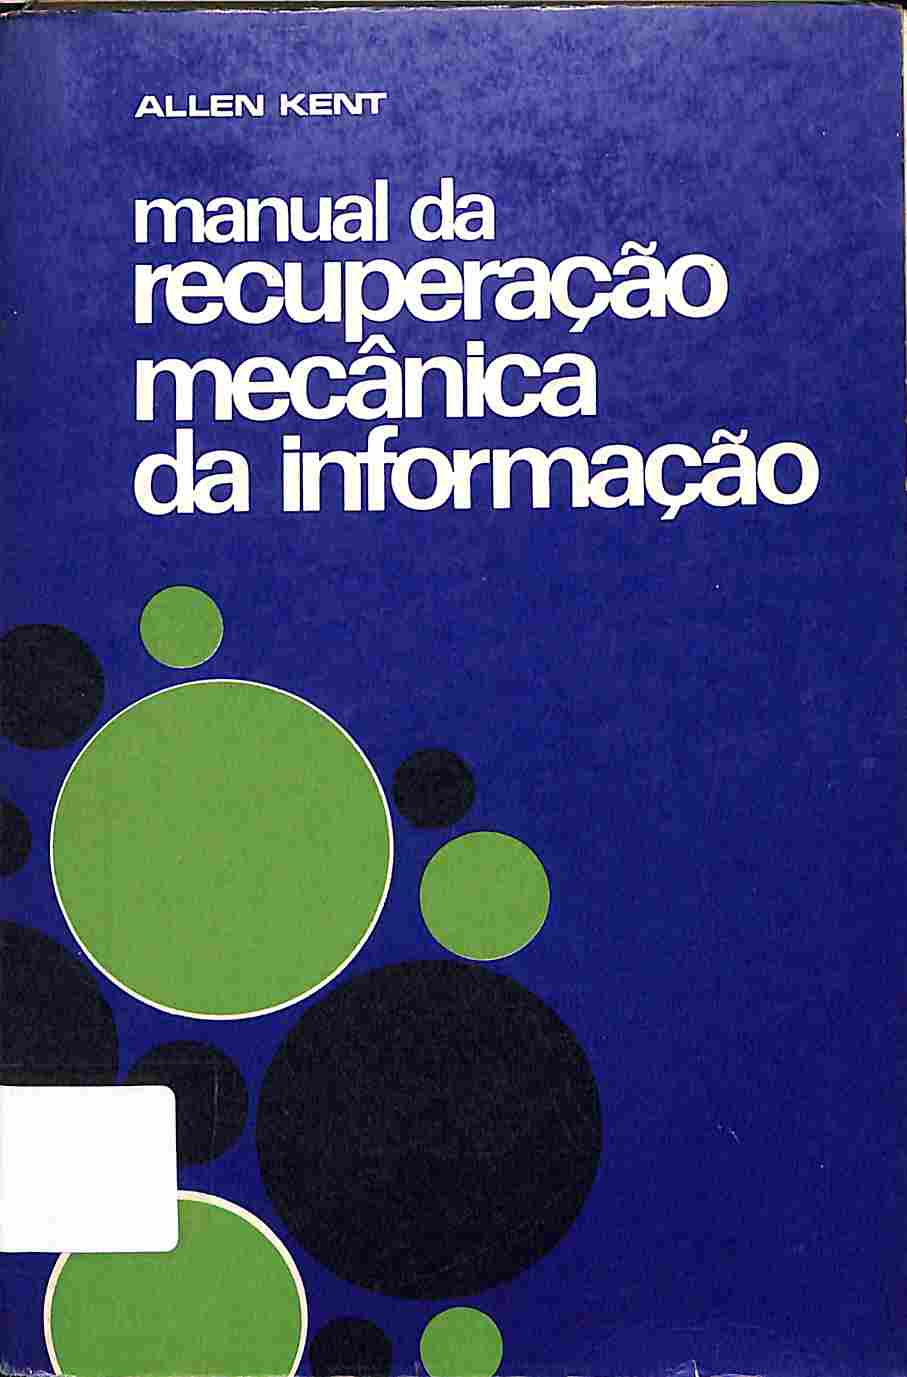 ALLEN KENT
manual da
recuperação
mecânica
da informação